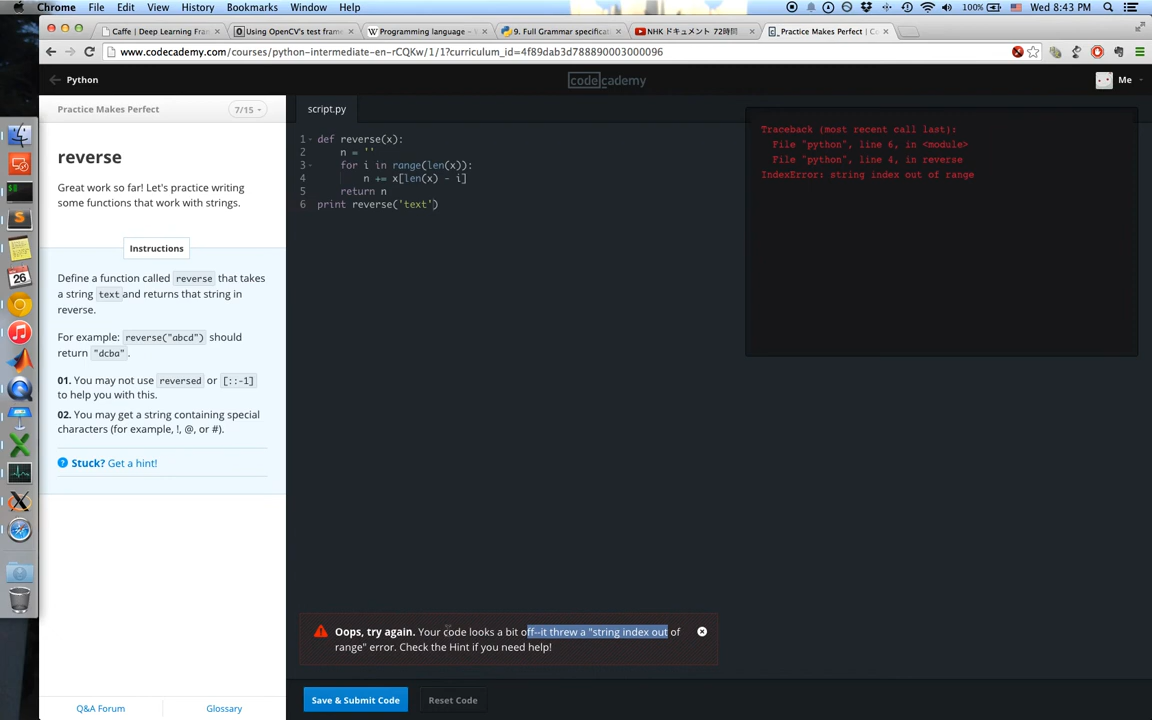 Chrome File Edit View History Bookmarks Window Help 100% Wed 8:43 PM
Caffe | Deep Learning Fra
Using OpenCV's test fram
Programming language -
9. Full Grammar specifica
NHK ドキュメント 72時間
Practice Makes Perfect | C
www.codecademy.com/courses/python-intermediate-en-rCQKw/1/1?curriculum_id=4f89dab3d788890003000096
Python
codecademy
Me
Practice Makes Perfect 7/15
script.py
reverse
Great work so far! Let's practice writing
some functions that work with strings.
Instructions
Define a function called reverse that takes
a string text and returns that string in
reverse.
For example: reverse("abcd") should
return "dcba".
01. You may not use reversed or [::-1]
to help you with this.
02. You may get a string containing special
characters (for example, !, @, or #).
Stuck? Get a hint!
Q&A Forum Glossary
1 def reverse(x):
2 n = ''
3 for i in range(len(x)):
4 n += x[len(x) - i]
5 return n
6 print reverse('text')
Traceback (most recent call last):
File "python", line 6, in <module>
File "python", line 4, in reverse
IndexError: string index out of range
Oops, try again. Your code looks a bit off--it threw a "string index out of
range" error. Check the Hint if you need help!
Save & Submit Code Reset Code
26